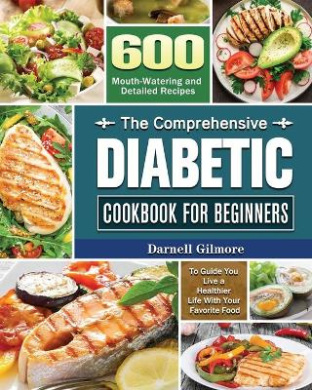 600
Mouth-Watering and
Detailed Recipes
The Comprehensive
DIABETIC
COOKBOOK FOR BEGINNERS
Darnell Gilmore
To Guide You
Live a
Healthier
Life With Your
Favorite Food